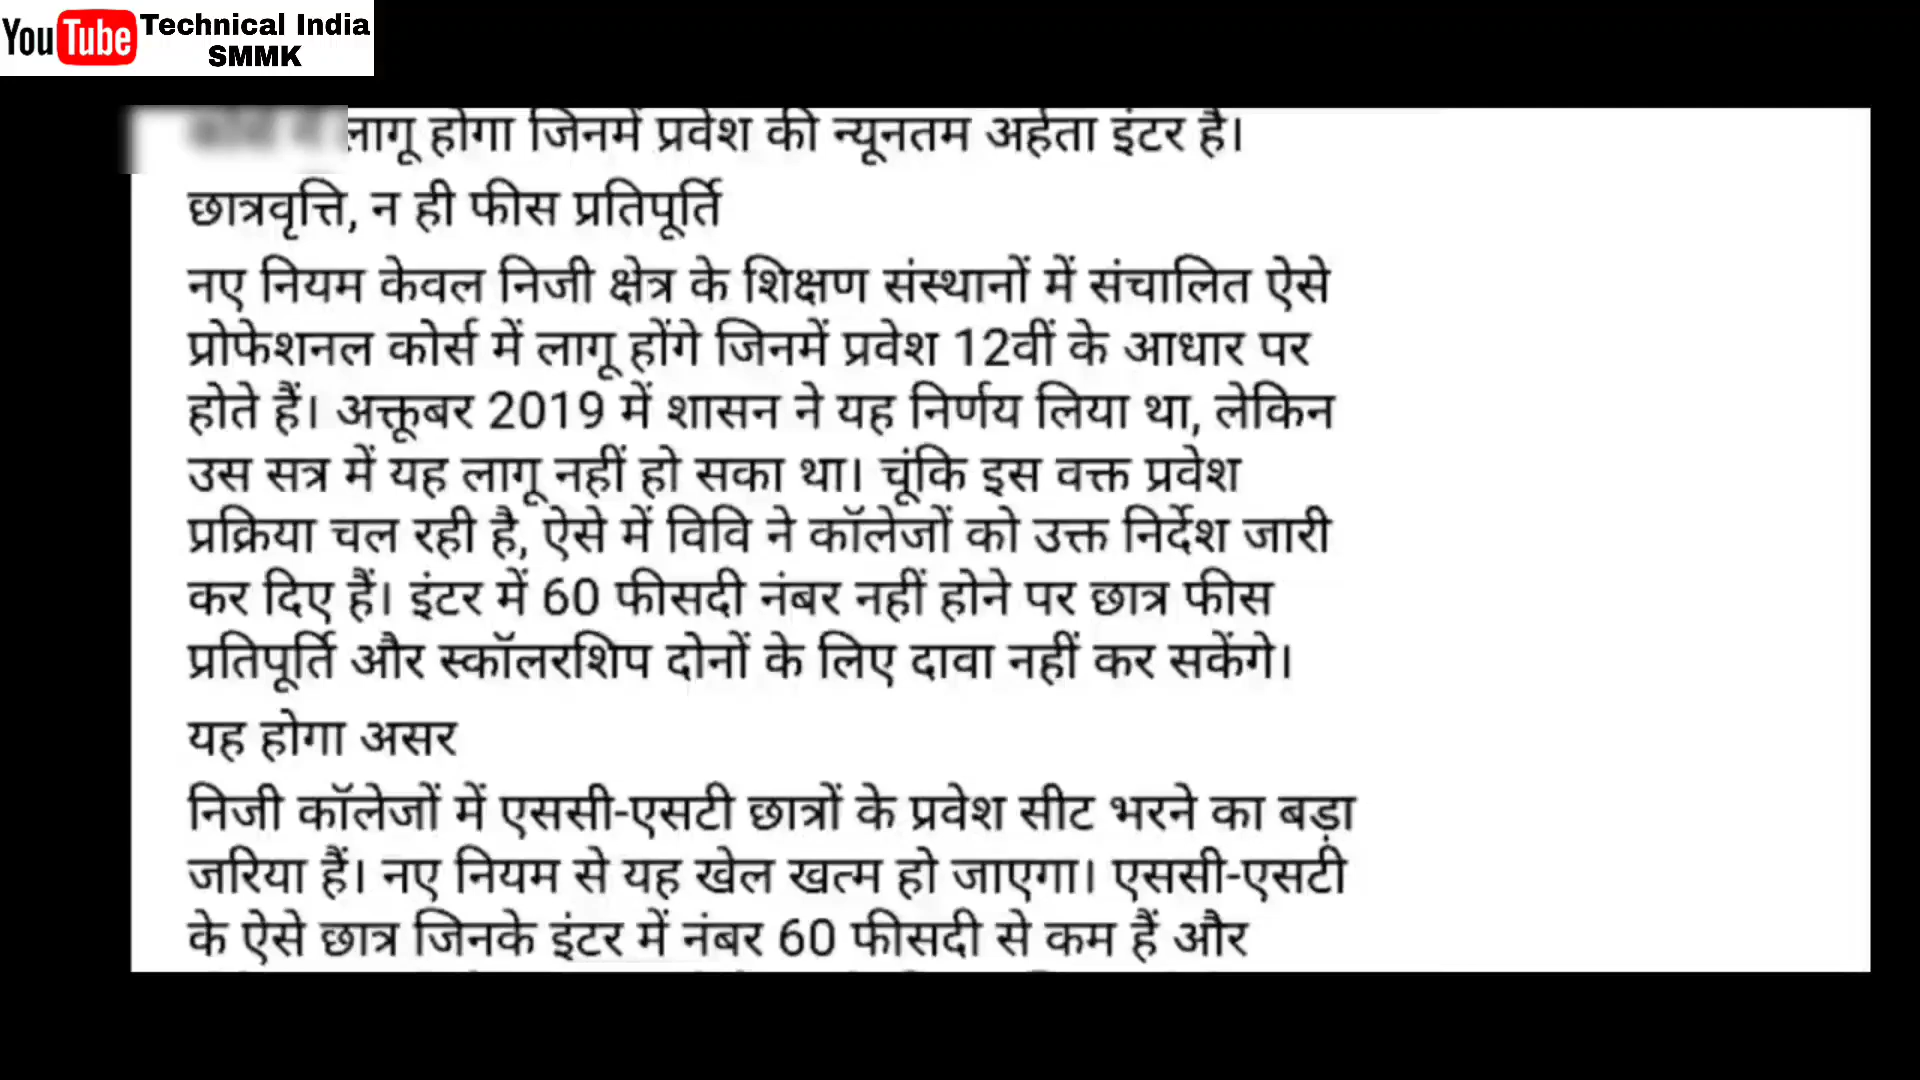 YouTube Technical India
SMMK
लागू होगा जिनमें प्रवेश की न्यूनतम अर्हता इंटर है।
छात्रवृत्ति, न ही फीस प्रतिपूर्ति
नए नियम केवल निजी क्षेत्र के शिक्षण संस्थानों में संचालित ऐसे
प्रोफेशनल कोर्स में लागू होंगे जिनमें प्रवेश 12वीं के आधार पर
होते हैं। अक्तूबर 2019 में शासन ने यह निर्णय लिया था, लेकिन
उस सत्र में यह लागू नहीं हो सका था। चूंकि इस वक्त प्रवेश
प्रक्रिया चल रही है, ऐसे में विवि ने कॉलेजों को उक्त निर्देश जारी
कर दिए हैं। इंटर में 60 फीसदी नंबर नहीं होने पर छात्र फीस
प्रतिपूर्ति और स्कॉलरशिप दोनों के लिए दावा नहीं कर सकेंगे।
यह होगा असर
निजी कॉलेजों में एससी-एसटी छात्रों के प्रवेश सीट भरने का बड़ा
जरिया हैं। नए नियम से यह खेल खत्म हो जाएगा। एससी-एसटी
के ऐसे छात्र जिनके इंटर में नंबर 60 फीसदी से कम हैं और